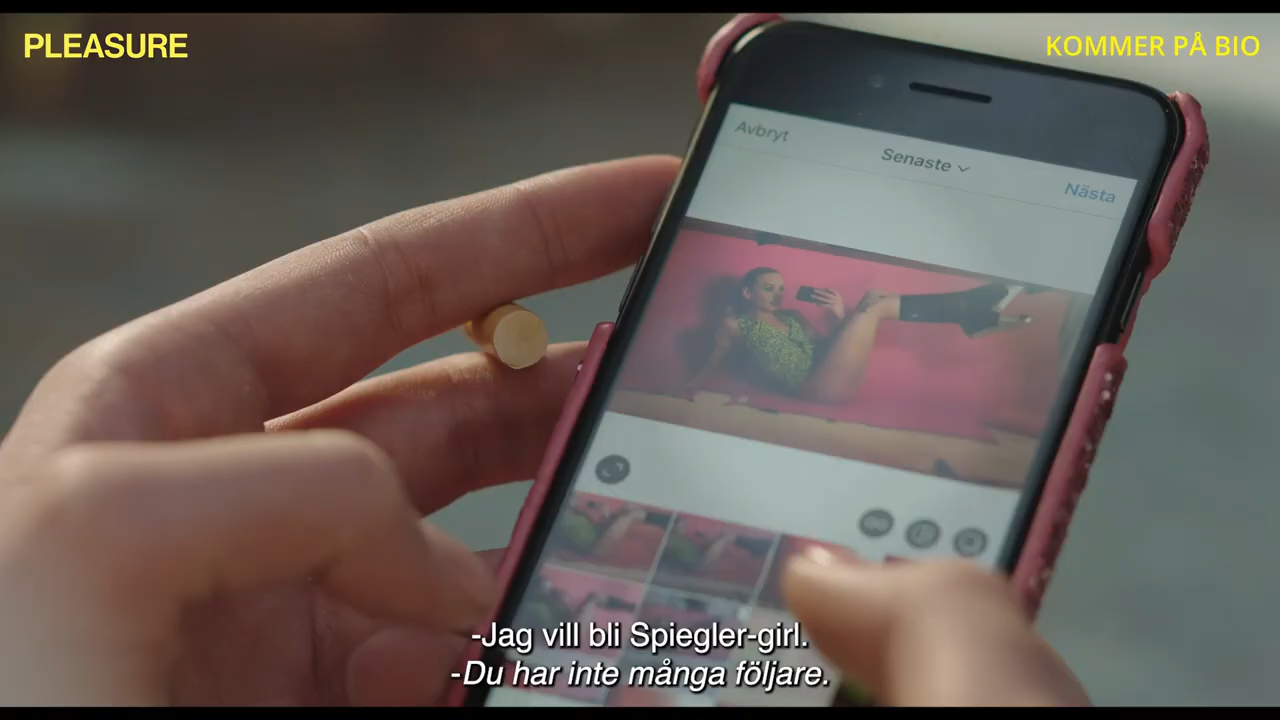 PLEASURE
KOMMER PÅ BIO
Avbryt
Senaste
Nästa
-Jag vill bli Spiegler-girl.
-Du har inte många följare.